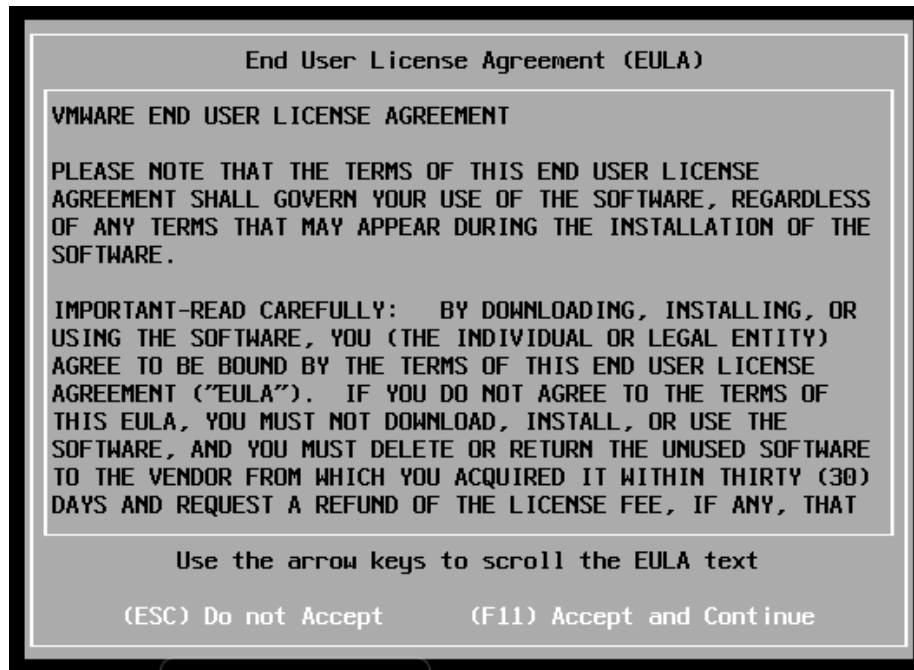 End User License Agreement (EULA)
VMWARE END USER LICENSE AGREEMENT
PLEASE NOTE THAT THE TERMS OF THIS END USER LICENSE
AGREEMENT SHALL GOVERN YOUR USE OF THE SOFTWARE, REGARDLESS
OF ANY TERMS THAT MAY APPEAR DURING THE INSTALLATION OF THE
SOFTWARE.
IMPORTANT-READ CAREFULLY:   BY DOWNLOADING, INSTALLING, OR
USING THE SOFTWARE, YOU (THE INDIVIDUAL OR LEGAL ENTITY)
AGREE TO BE BOUND BY THE TERMS OF THIS END USER LICENSE
AGREEMENT ("EULA").  IF YOU DO NOT AGREE TO THE TERMS OF
THIS EULA, YOU MUST NOT DOWNLOAD, INSTALL, OR USE THE
SOFTWARE, AND YOU MUST DELETE OR RETURN THE UNUSED SOFTWARE
TO THE VENDOR FROM WHICH YOU ACQUIRED IT WITHIN THIRTY (30)
DAYS AND REQUEST A REFUND OF THE LICENSE FEE, IF ANY, THAT
Use the arrow keys to scroll the EULA text
(ESC) Do not Accept      (F11) Accept and Continue